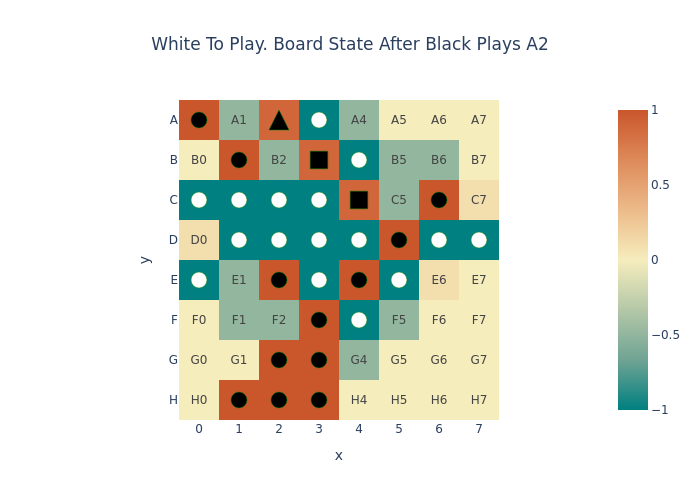 White To Play. Board State After Black Plays A2
A A1 A4 A5 A6 A7
B B0 B2 B5 B6 B7
C C5 C7
D D0
E E1 E6 E7
F F0 F1 F2 F5 F6 F7
G G0 G1 G4 G5 G6 G7
H H0 H4 H5 H6 H7
0 1 2 3 4 5 6 7
x
y
1
0.5
0
−0.5
−1